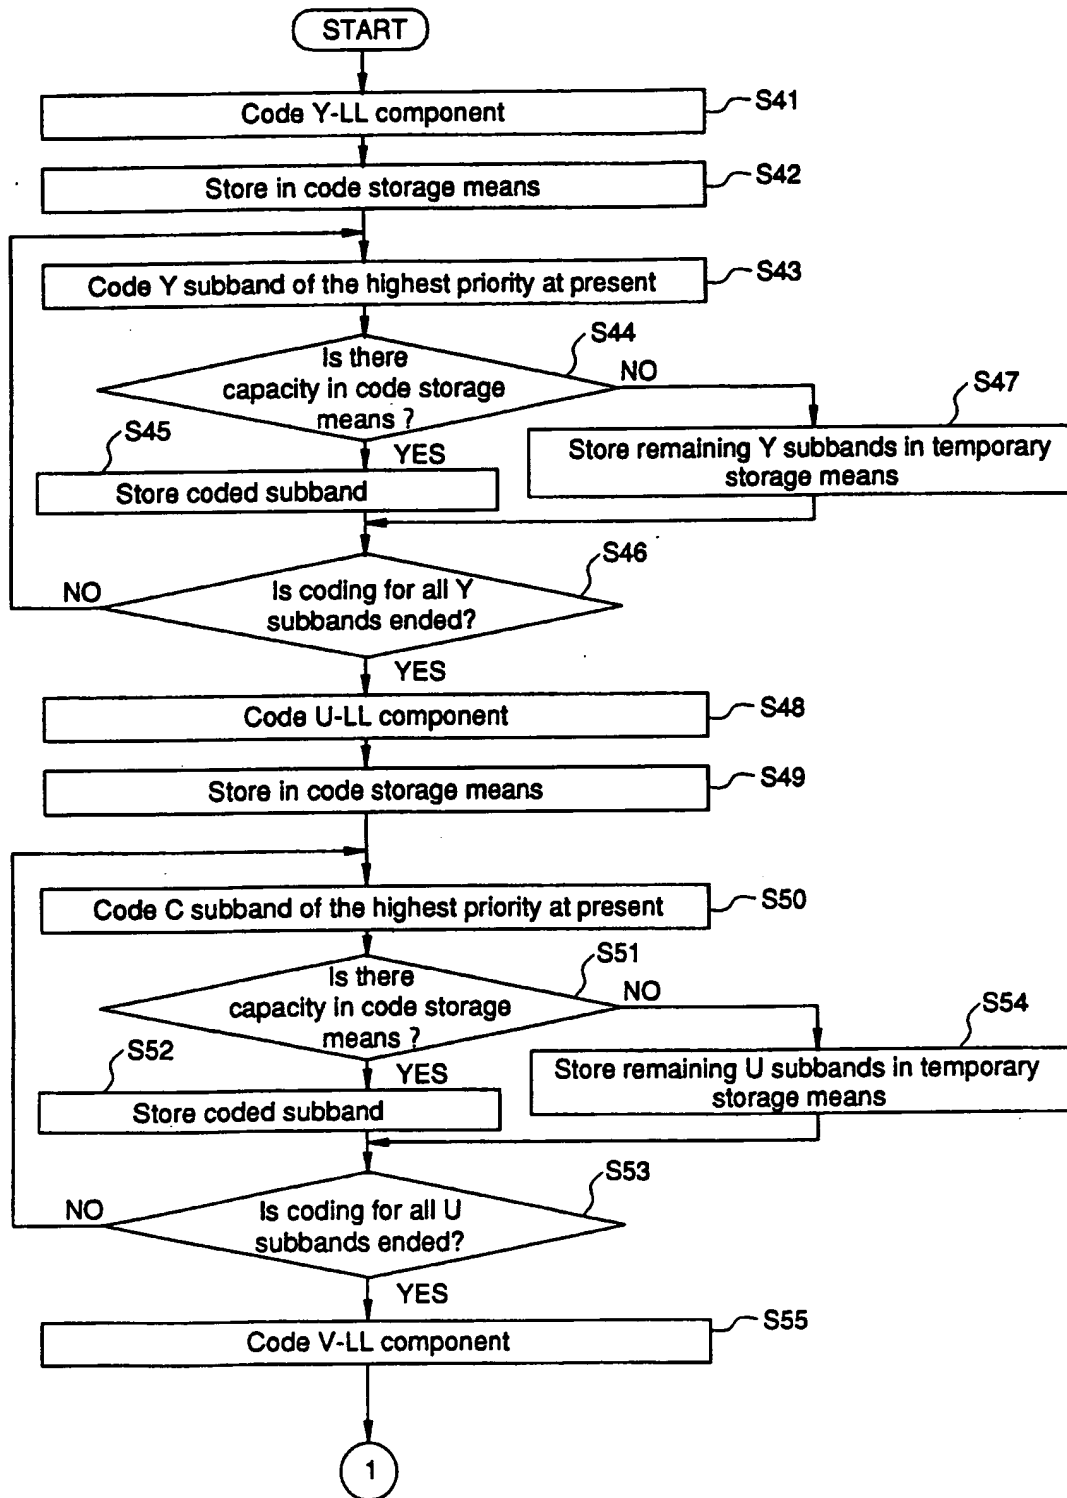 START
Code Y-LL component
S41
Store in code storage means
S42
Code Y subband of the highest priority at present
S43
Is there
capacity in code storage
means ?
S44
NO
YES
S45
Store coded subband
S47
Store remaining Y subbands in temporary
storage means
S46
Is coding for all Y
subbands ended?
NO
YES
Code U-LL component
S48
Store in code storage means
S49
Code C subband of the highest priority at present
S50
Is there
capacity in code storage
means ?
S51
NO
YES
S52
Store coded subband
S54
Store remaining U subbands in temporary
storage means
S53
Is coding for all U
subbands ended?
NO
YES
Code V-LL component
S55
1